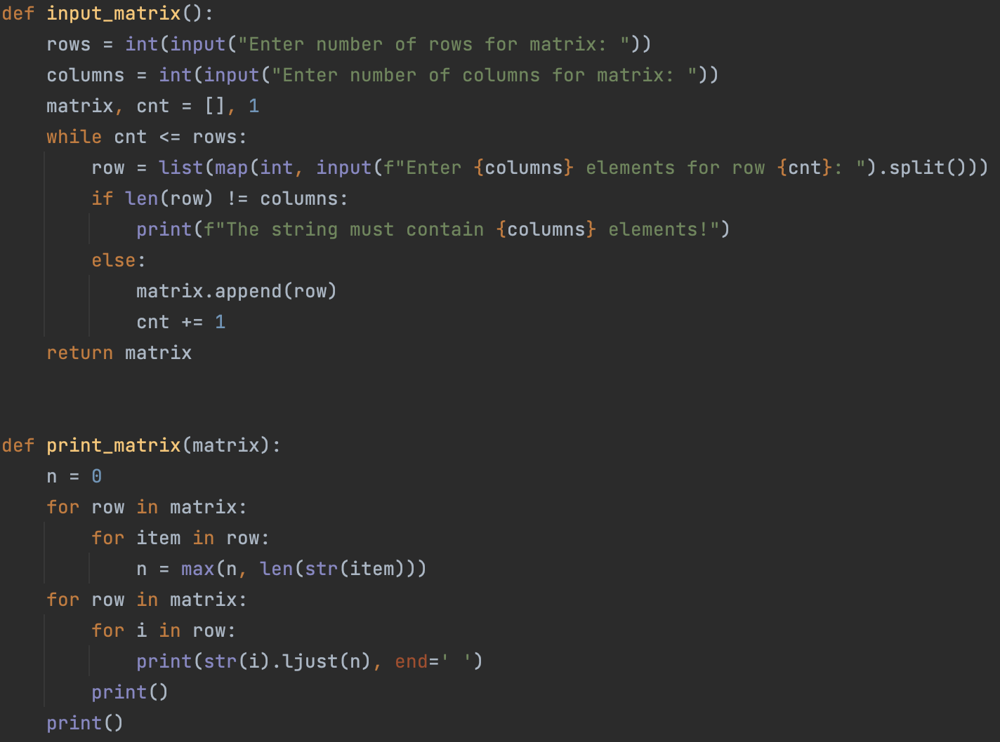 def input_matrix():
    rows = int(input("Enter number of rows for matrix: "))
    columns = int(input("Enter number of columns for matrix: "))
    matrix, cnt = [], 1
    while cnt <= rows:
        row = list(map(int, input(f"Enter {columns} elements for row {cnt}: ").split()))
        if len(row) != columns:
            print(f"The string must contain {columns} elements!")
        else:
            matrix.append(row)
            cnt += 1
    return matrix


def print_matrix(matrix):
    n = 0
    for row in matrix:
        for item in row:
            n = max(n, len(str(item)))
    for row in matrix:
        for i in row:
            print(str(i).ljust(n), end=' ')
        print()
    print()